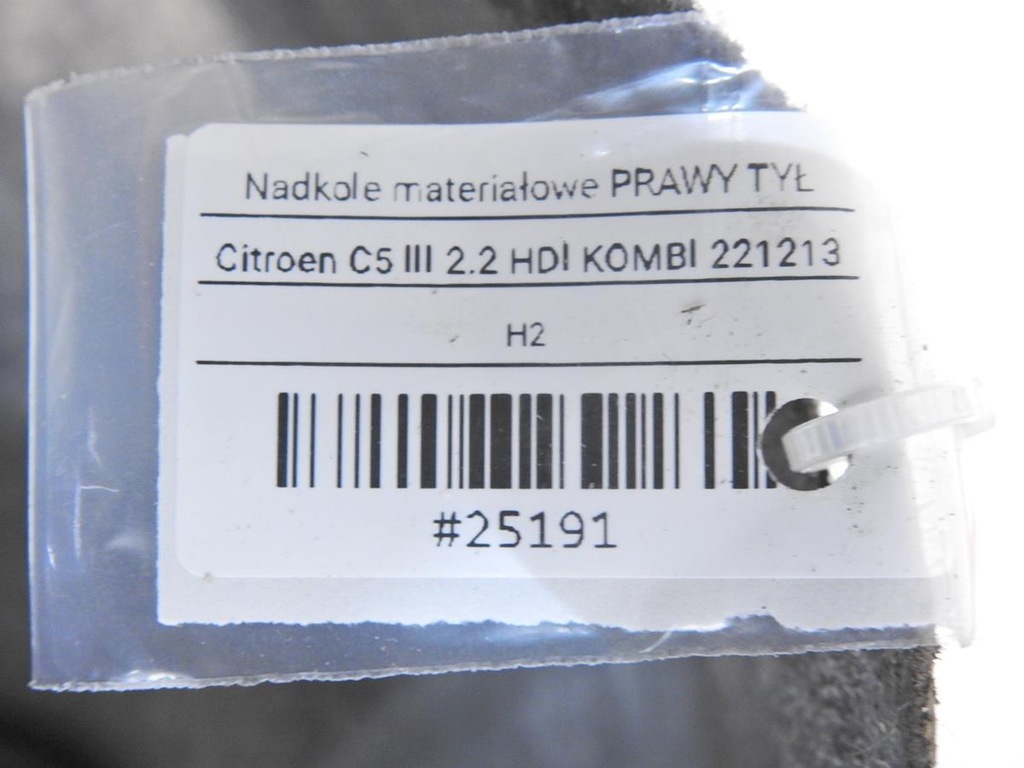 Nadkole materiałowe PRAWY TYŁ
Citroen C5 III 2.2 HDI KOMBI 221213
H2
#25191